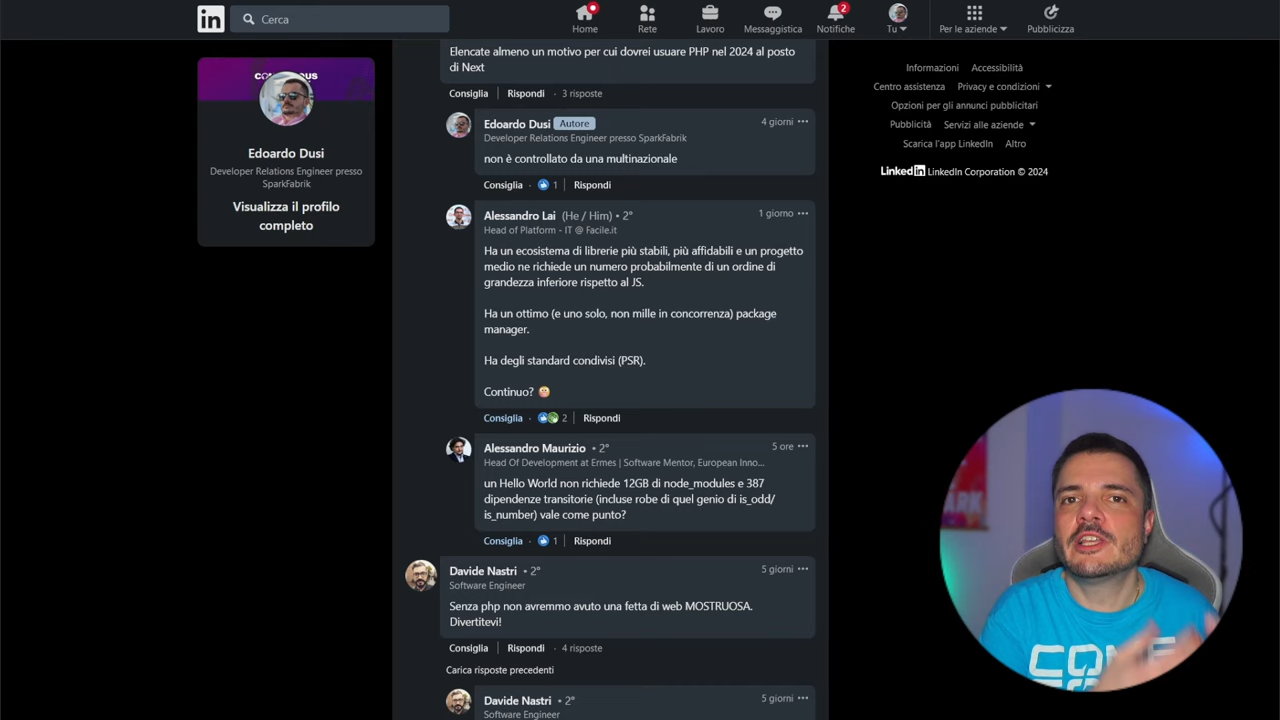 in
Cerca
Home
Rete
Lavoro
Messaggistica
2
Notifiche
Tu
Per le aziende
Pubblicizza
Edoardo Dusi
Developer Relations Engineer presso
SparkFabrik
Visualizza il profilo
completo
Elencate almeno un motivo per cui dovrei usare PHP nel 2024 al posto
di Next
Consiglia
Rispondi · 3 risposte
Edoardo Dusi Autore
4 giorni
Developer Relations Engineer presso SparkFabrik
non è controllato da una multinazionale
Consiglia · 1
Rispondi
Alessandro Lai (He / Him) • 2°
1 giorno
Head of Platform - IT @ Facile.it
Ha un ecosistema di librerie più stabili, più affidabili e un progetto
medio ne richiede un numero probabilmente di un ordine di
grandezza inferiore rispetto al JS.
Ha un ottimo (e uno solo, non mille in concorrenza) package
manager.
Ha degli standard condivisi (PSR).
Continuo?
Consiglia · 2
Rispondi
Alessandro Maurizio • 2°
5 ore
Head Of Development at Ermes | Software Mentor, European Inno...
un Hello World non richiede 12GB di node_modules e 387
dipendenze transitorie (incluse robe di quel genio di is_odd/
is_number) vale come punto?
Consiglia · 1
Rispondi
Davide Nastri • 2°
5 giorni
Software Engineer
Senza php non avremmo avuto una fetta di web MOSTRUOSA.
Divertitevi!
Consiglia
Rispondi · 4 risposte
Carica risposte precedenti
Davide Nastri • 2°
5 giorni
Software Engineer
Informazioni
Accessibilità
Centro assistenza
Privacy e condizioni
Opzioni per gli annunci pubblicitari
Pubblicità
Servizi alle aziende
Scarica l'app LinkedIn
Altro
LinkedIn LinkedIn Corporation © 2024